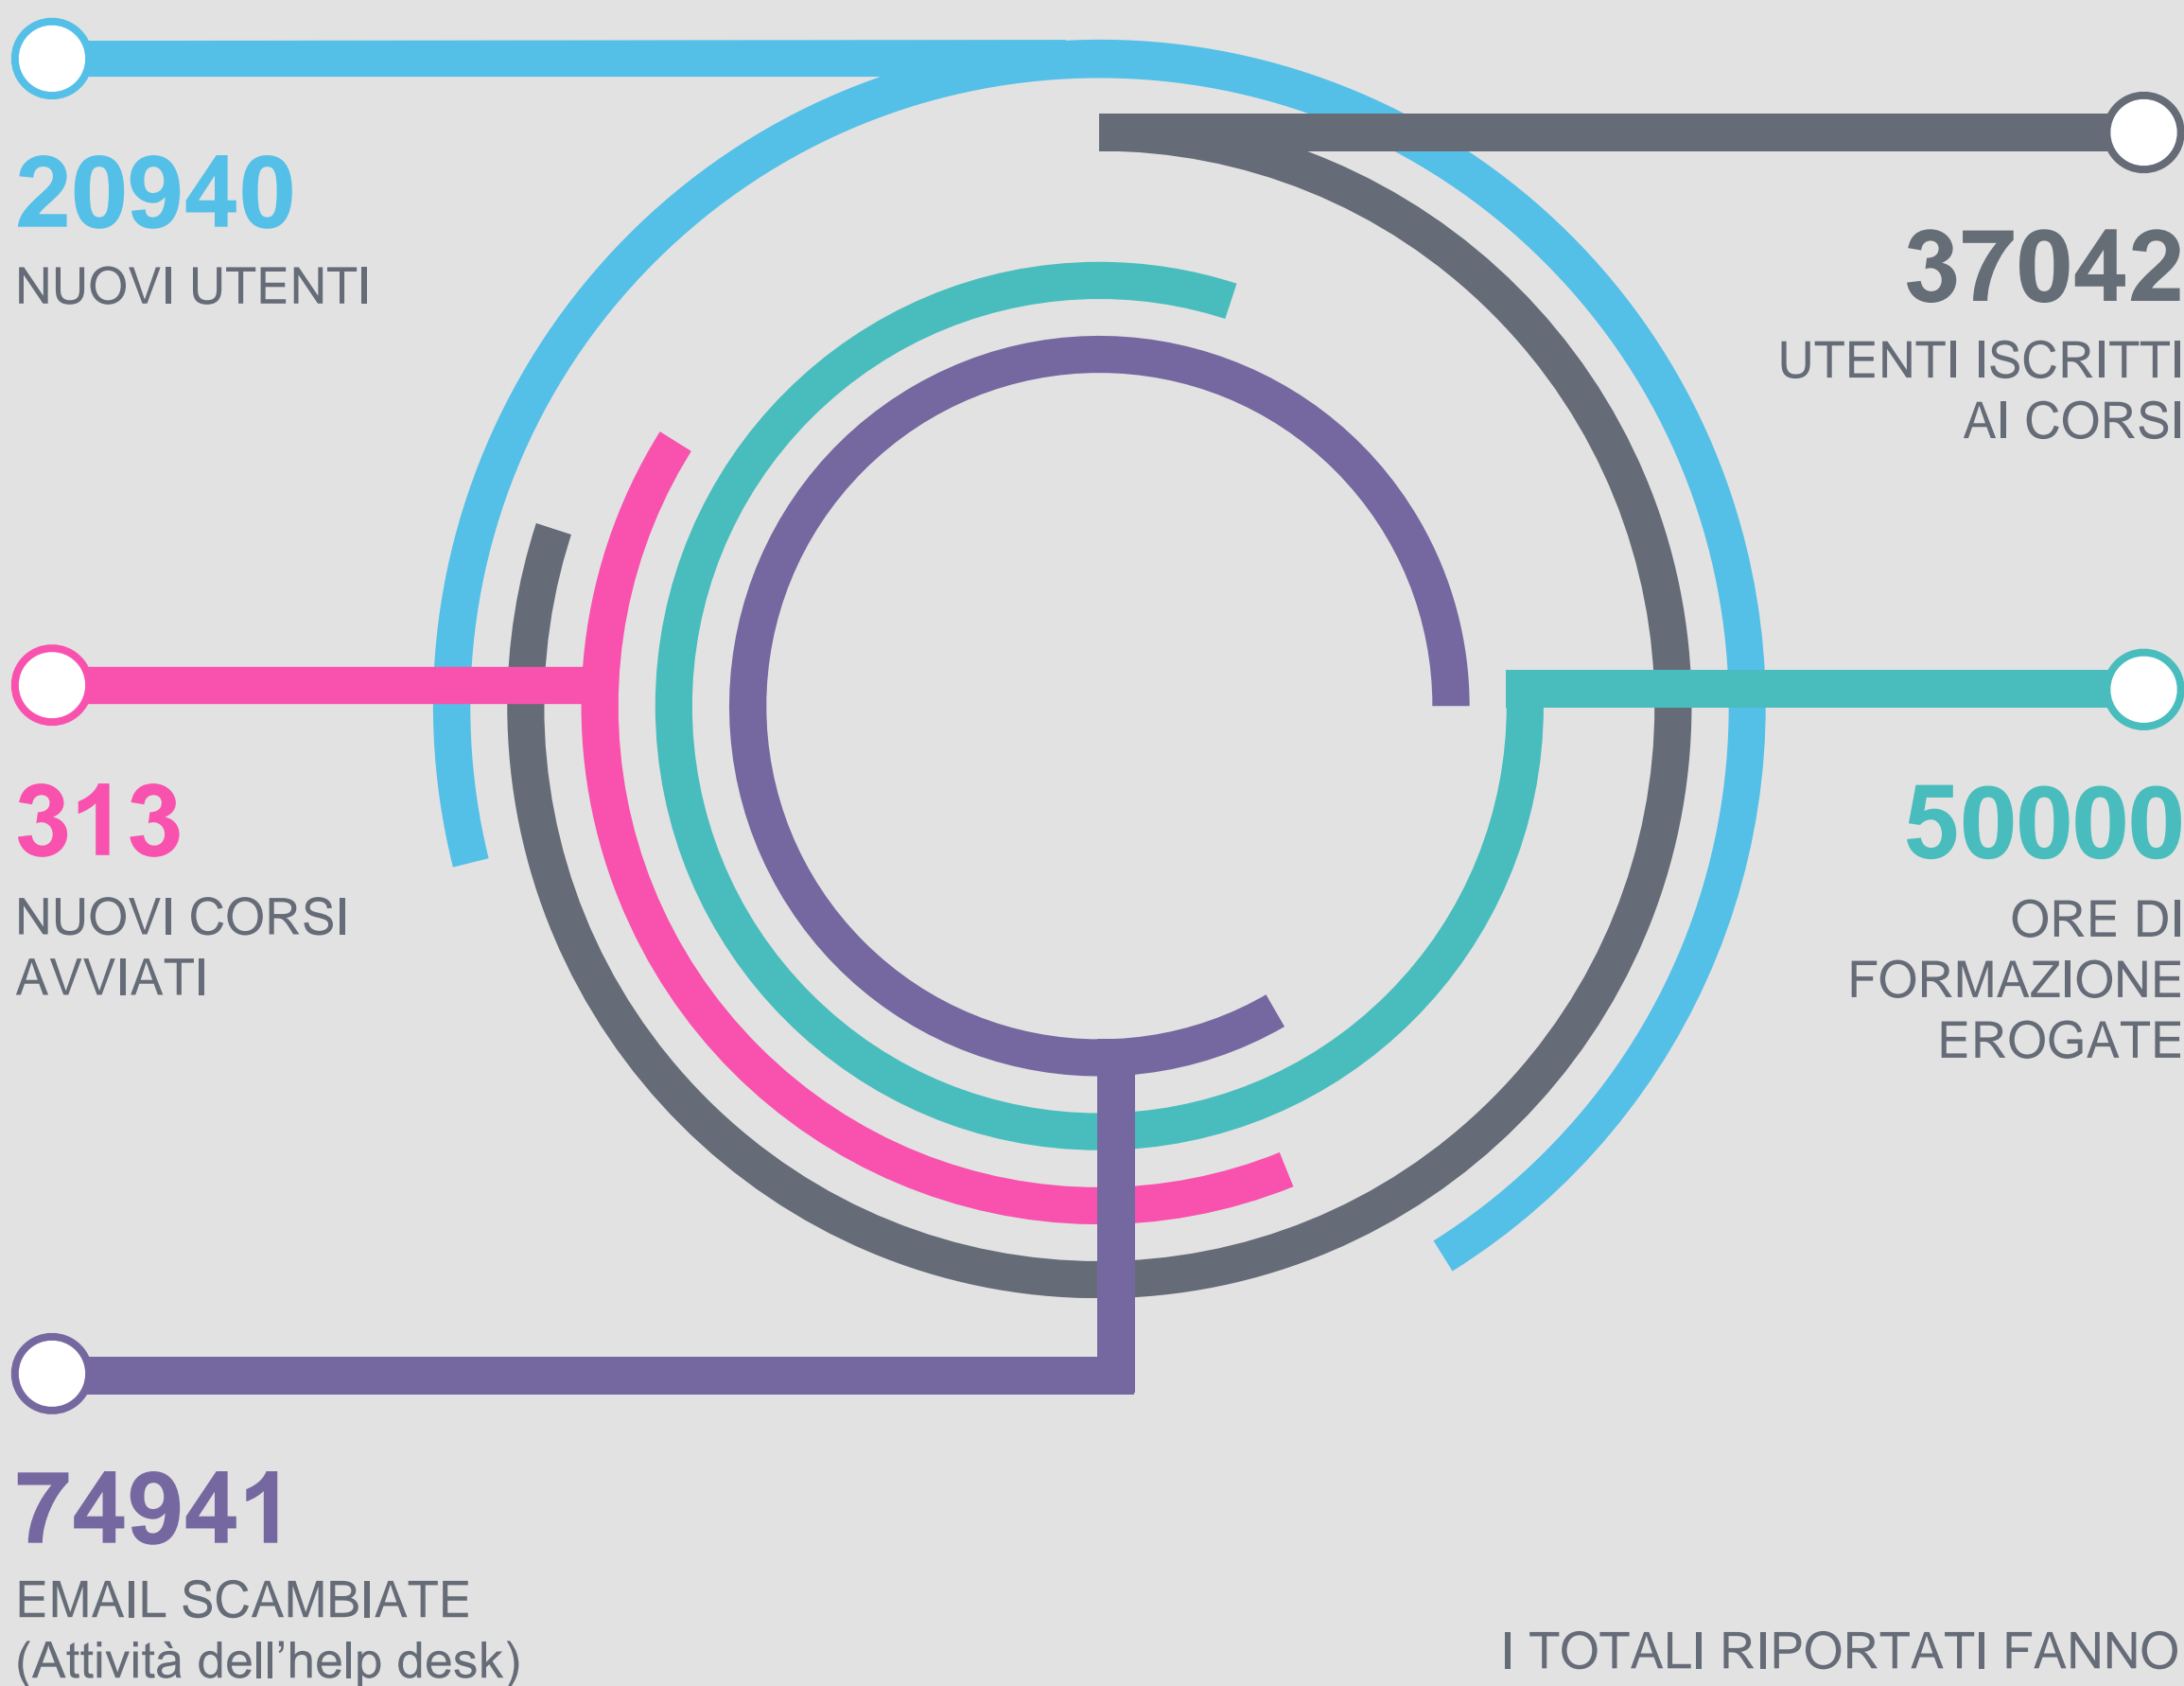 20940
NUOVI UTENTI
37042
UTENTI ISCRITTI
AI CORSI
313
NUOVI CORSI
AVVIATI
50000
ORE DI
FORMAZIONE
EROGATE
74941
EMAIL SCAMBIATE
(Attività dell'help desk)
I TOTALI RIPORTATI FANNO